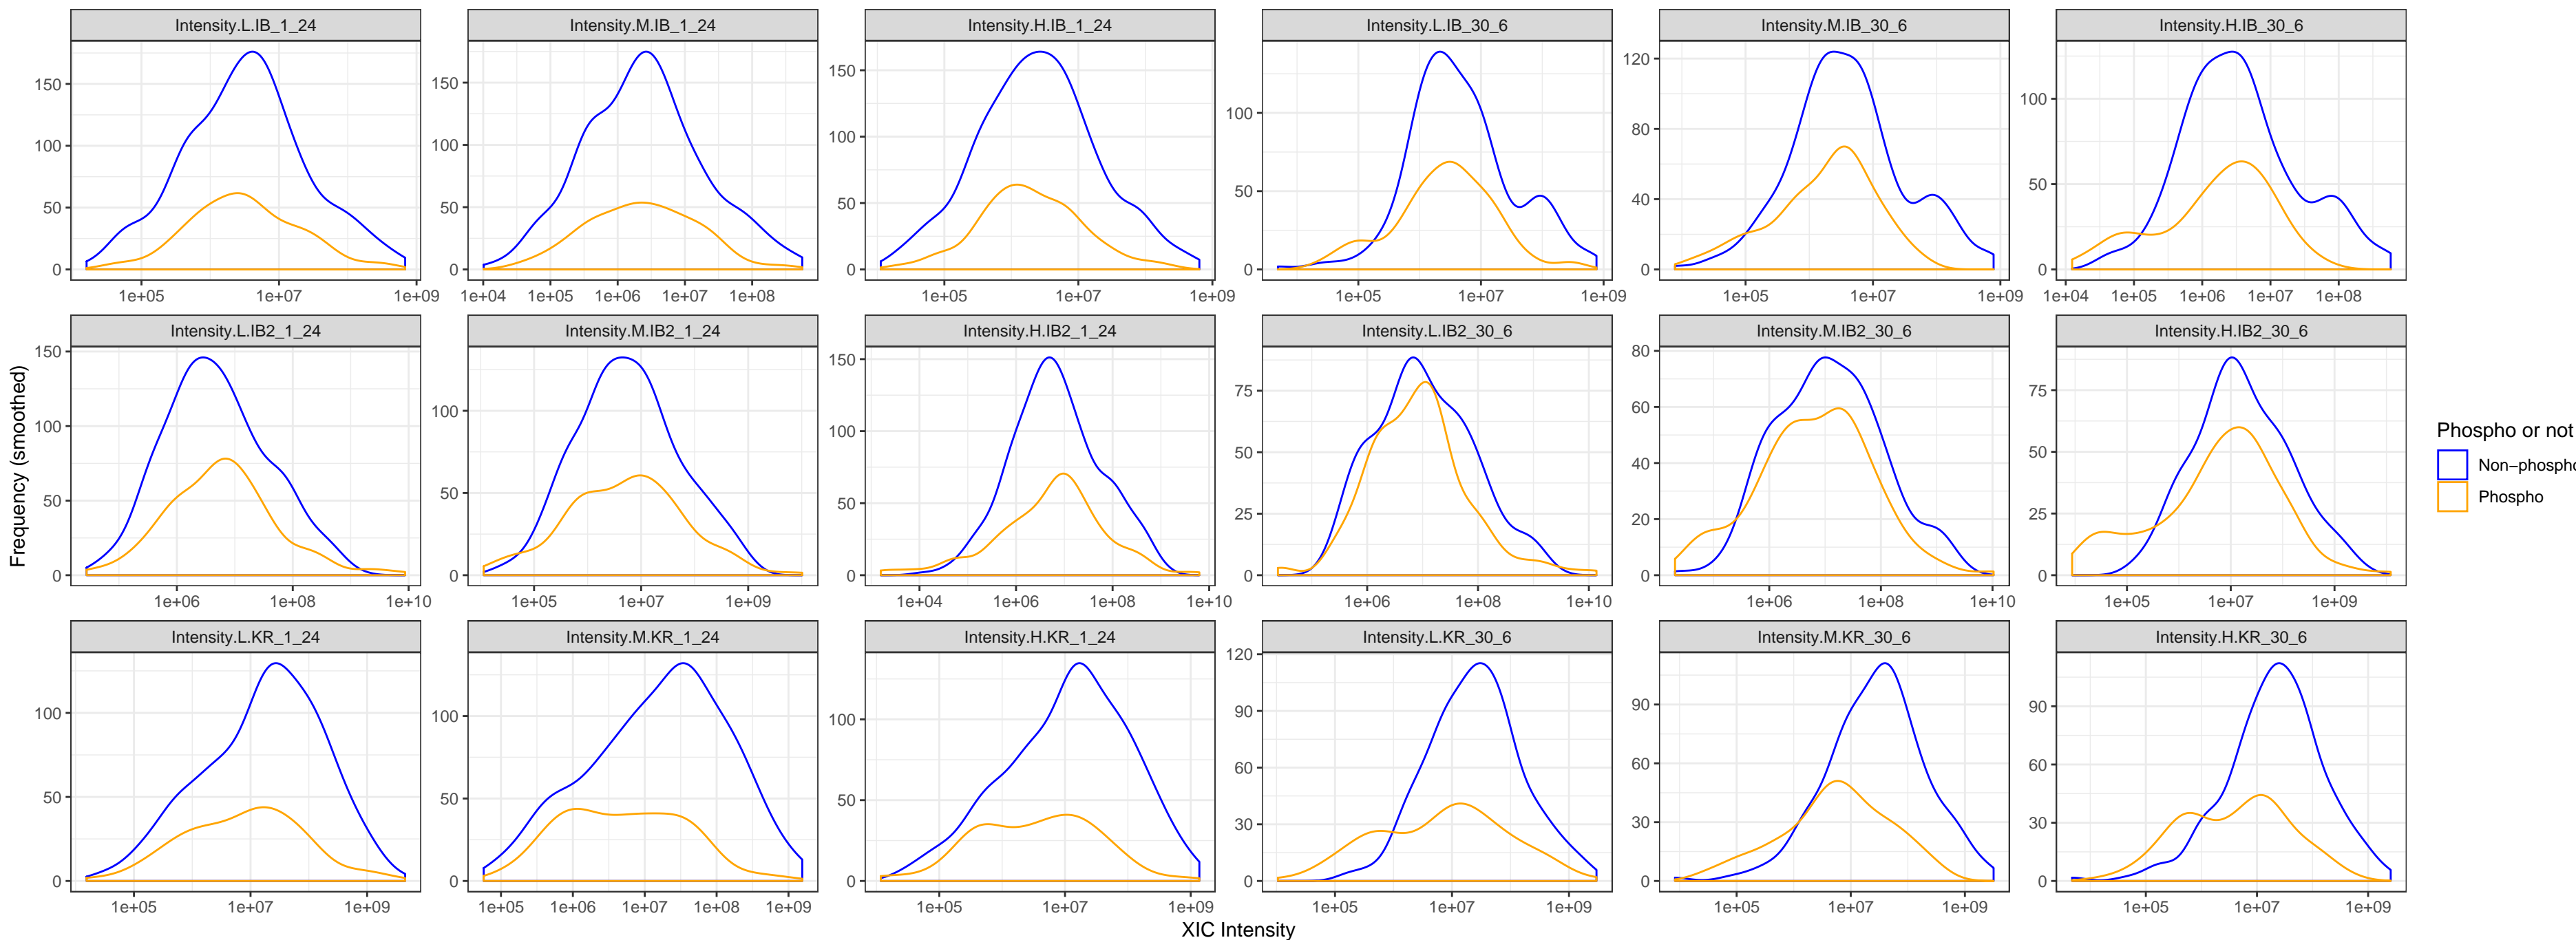 Intensity.L.IB_1_24 Intensity.M.IB_1_24 Intensity.H.IB_1_24 Intensity.L.IB_30_6 Intensity.M.IB_30_6 Intensity.H.IB_30_6
150 100 50 0
150 100 50 0
150 100 50 0
100 50 0
120 80 40 0
100 50 0
1e+05 1e+07 1e+09
1e+04 1e+05 1e+06 1e+07 1e+08
1e+05 1e+07 1e+09
1e+05 1e+07 1e+09
1e+05 1e+07 1e+09
1e+04 1e+05 1e+06 1e+07 1e+08
Intensity.L.IB2_1_24 Intensity.M.IB2_1_24 Intensity.H.IB2_1_24 Intensity.L.IB2_30_6 Intensity.M.IB2_30_6 Intensity.H.IB2_30_6
Frequency (smoothed)
150 100 50 0
100 50 0
150 100 50 0
75 50 25 0
80 60 40 20 0
75 50 25 0
1e+06 1e+08 1e+10
1e+05 1e+07 1e+09
1e+04 1e+06 1e+08 1e+10
1e+06 1e+08 1e+10
1e+06 1e+08 1e+10
1e+05 1e+07 1e+09
Intensity.L.KR_1_24 Intensity.M.KR_1_24 Intensity.H.KR_1_24 Intensity.L.KR_30_6 Intensity.M.KR_30_6 Intensity.H.KR_30_6
100 50 0
100 50 0
100 50 0
120 90 60 30 0
90 60 30 0
90 60 30 0
1e+05 1e+07 1e+09
1e+05 1e+06 1e+07 1e+08 1e+09
1e+05 1e+07 1e+09
1e+05 1e+07 1e+09
1e+05 1e+07 1e+09
1e+05 1e+07 1e+09
XIC Intensity
Phospho or not
Non−phospho
Phospho